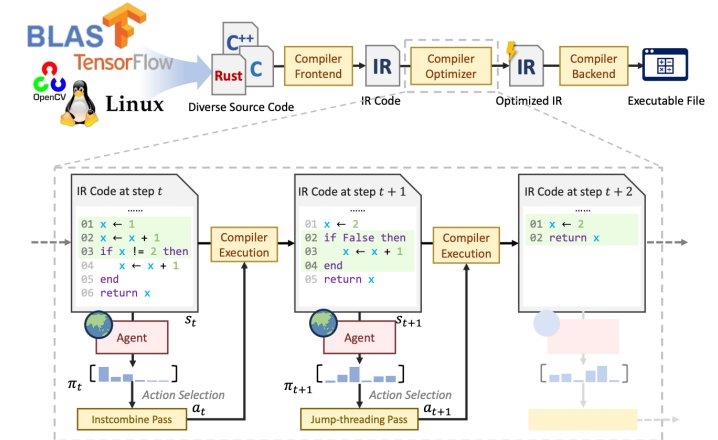 BLAS
TensorFlow
OpenCV
Linux
C++
Rust
C
Diverse Source Code
Compiler
Frontend
IR
IR Code
Compiler
Optimizer
IR
Optimized IR
Compiler
Backend
Executable File
IR Code at step t
......
01 x ← 1
02 x ← x + 1
03 if x != 2 then
04 x ← x + 1
05 end
06 return x
Compiler
Execution
IR Code at step t + 1
......
01 x ← 2
02 if False then
03 x ← x + 1
04 end
05 return x
Compiler
Execution
IR Code at step t + 2
......
01 x ← 2
02 return x
s_t
Agent
π_t
Action Selection
a_t
Instcombine Pass
s_{t+1}
Agent
π_{t+1}
Action Selection
a_{t+1}
Jump-threading Pass